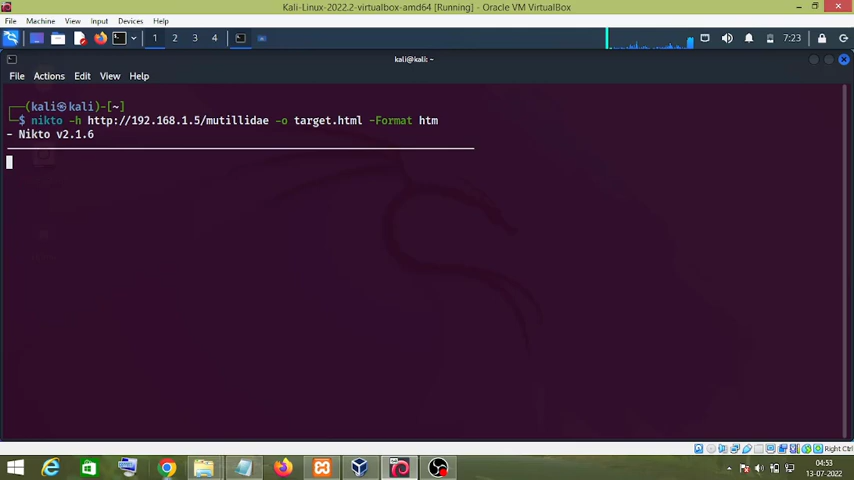 Kali-Linux-2022.2-virtualbox-amd64 [Running] - Oracle VM VirtualBox
File Machine View Input Devices Help
1 2 3 4 7:23
kali@kali: ~
File Actions Edit View Help
┌──(kali㉿kali)-[~]
└─$ nikto -h http://192.168.1.5/mutillidae -o target.html -Format htm
- Nikto v2.1.6
Right Ctrl
04:53
13-07-2022